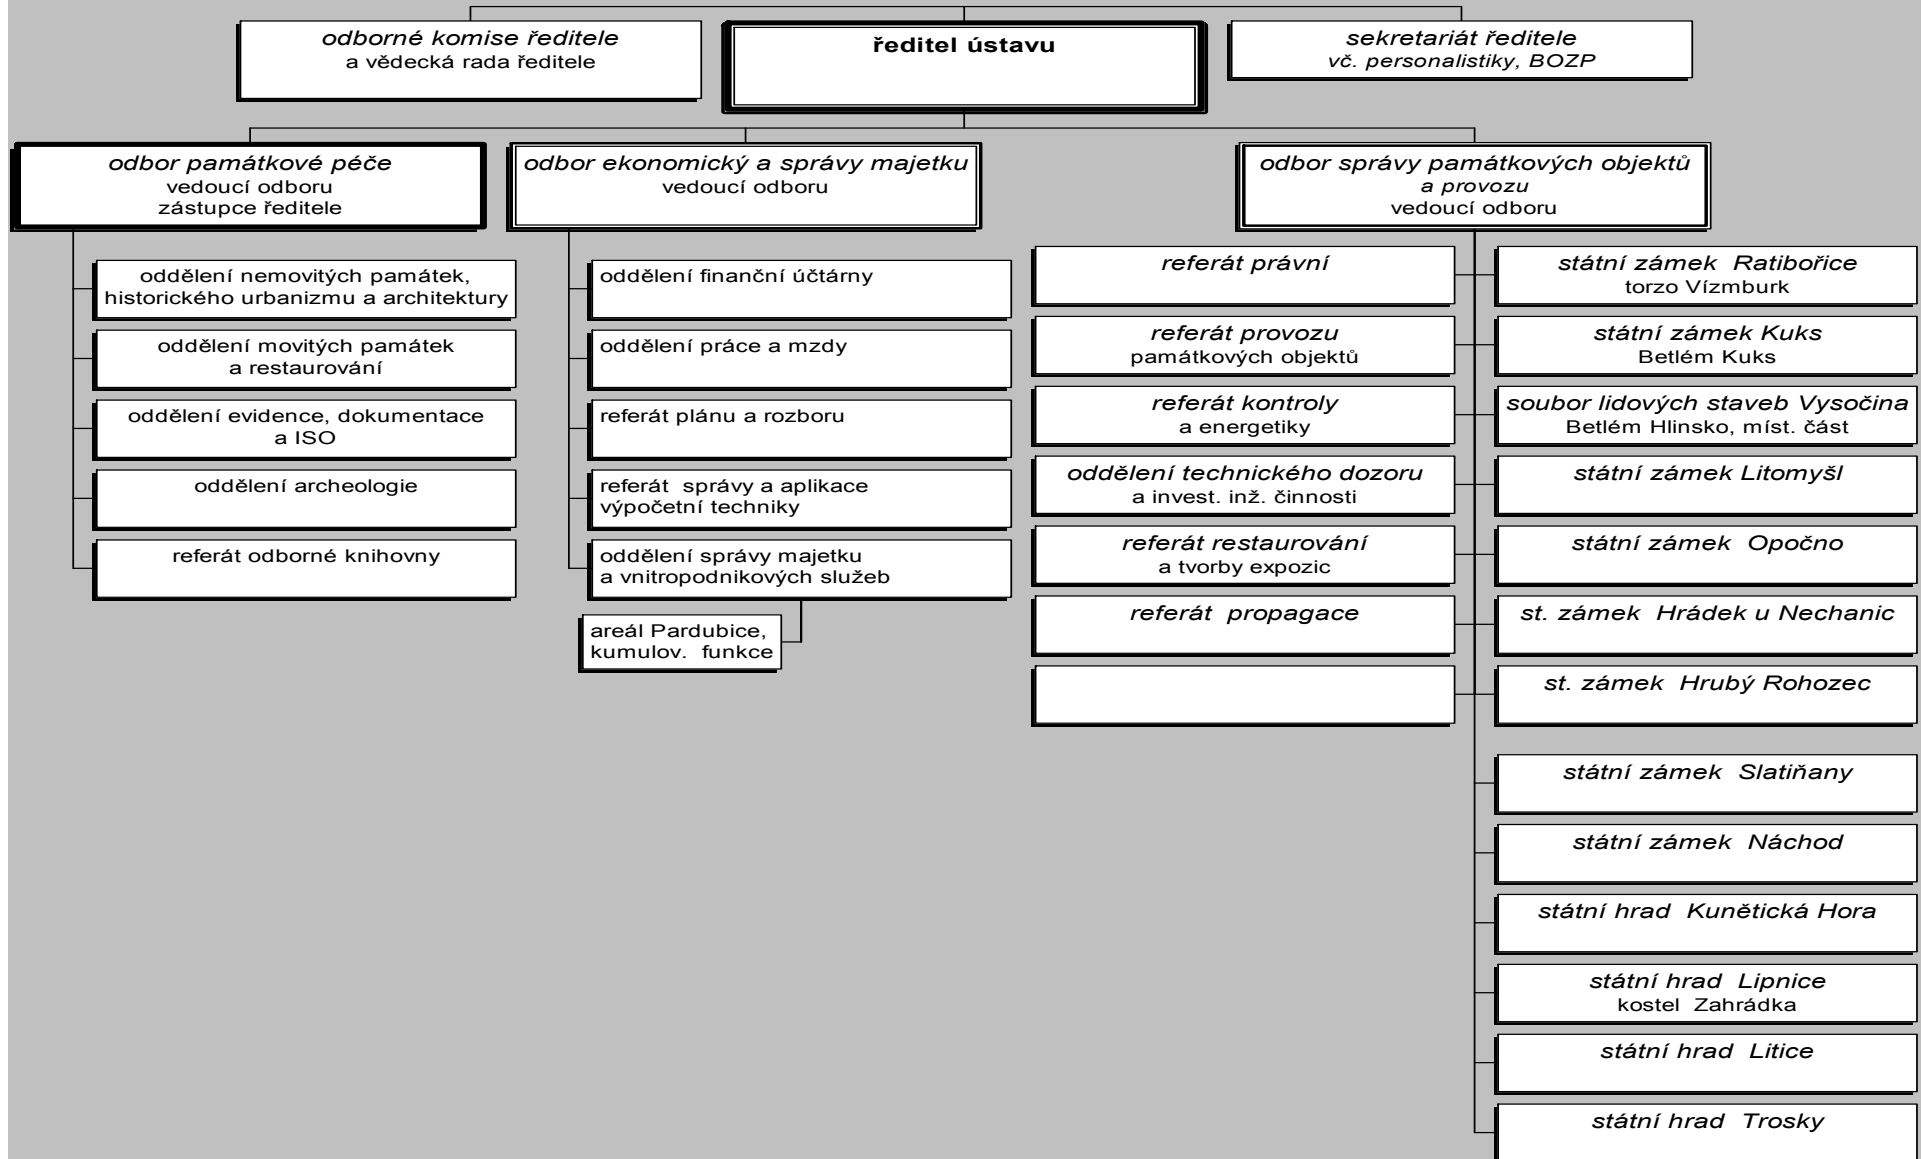 odborné komise ředitele
a vědecká rada ředitele
ředitel ústavu
sekretariát ředitele
vč. personalistiky, BOZP
odbor památkové péče
vedoucí odboru
zástupce ředitele
odbor ekonomický a správy majetku
vedoucí odboru
odbor správy památkových objektů
a provozu
vedoucí odboru
oddělení nemovitých památek,
historického urbanizmu a architektury
oddělení movitých památek
a restaurování
oddělení evidence, dokumentace
a ISO
oddělení archeologie
referát odborné knihovny
oddělení finanční účtárny
oddělení práce a mzdy
referát plánu a rozboru
referát správy a aplikace
výpočetní techniky
oddělení správy majetku
a vnitropodnikových služeb
areál Pardubice,
kumulov. funkce
referát právní
referát provozu
památkových objektů
referát kontroly
a energetiky
oddělení technického dozoru
a invest. inž. činnosti
referát restaurování
a tvorby expozic
referát propagace
státní zámek Ratibořice
torzo Vízmburk
státní zámek Kuks
Betlém Kuks
soubor lidových staveb Vysočina
Betlém Hlinsko, míst. část
státní zámek Litomyšl
státní zámek Opočno
st. zámek Hrádek u Nechanic
st. zámek Hrubý Rohozec
státní zámek Slatiňany
státní zámek Náchod
státní hrad Kunětická Hora
státní hrad Lipnice
kostel Zahrádka
státní hrad Litice
státní hrad Trosky